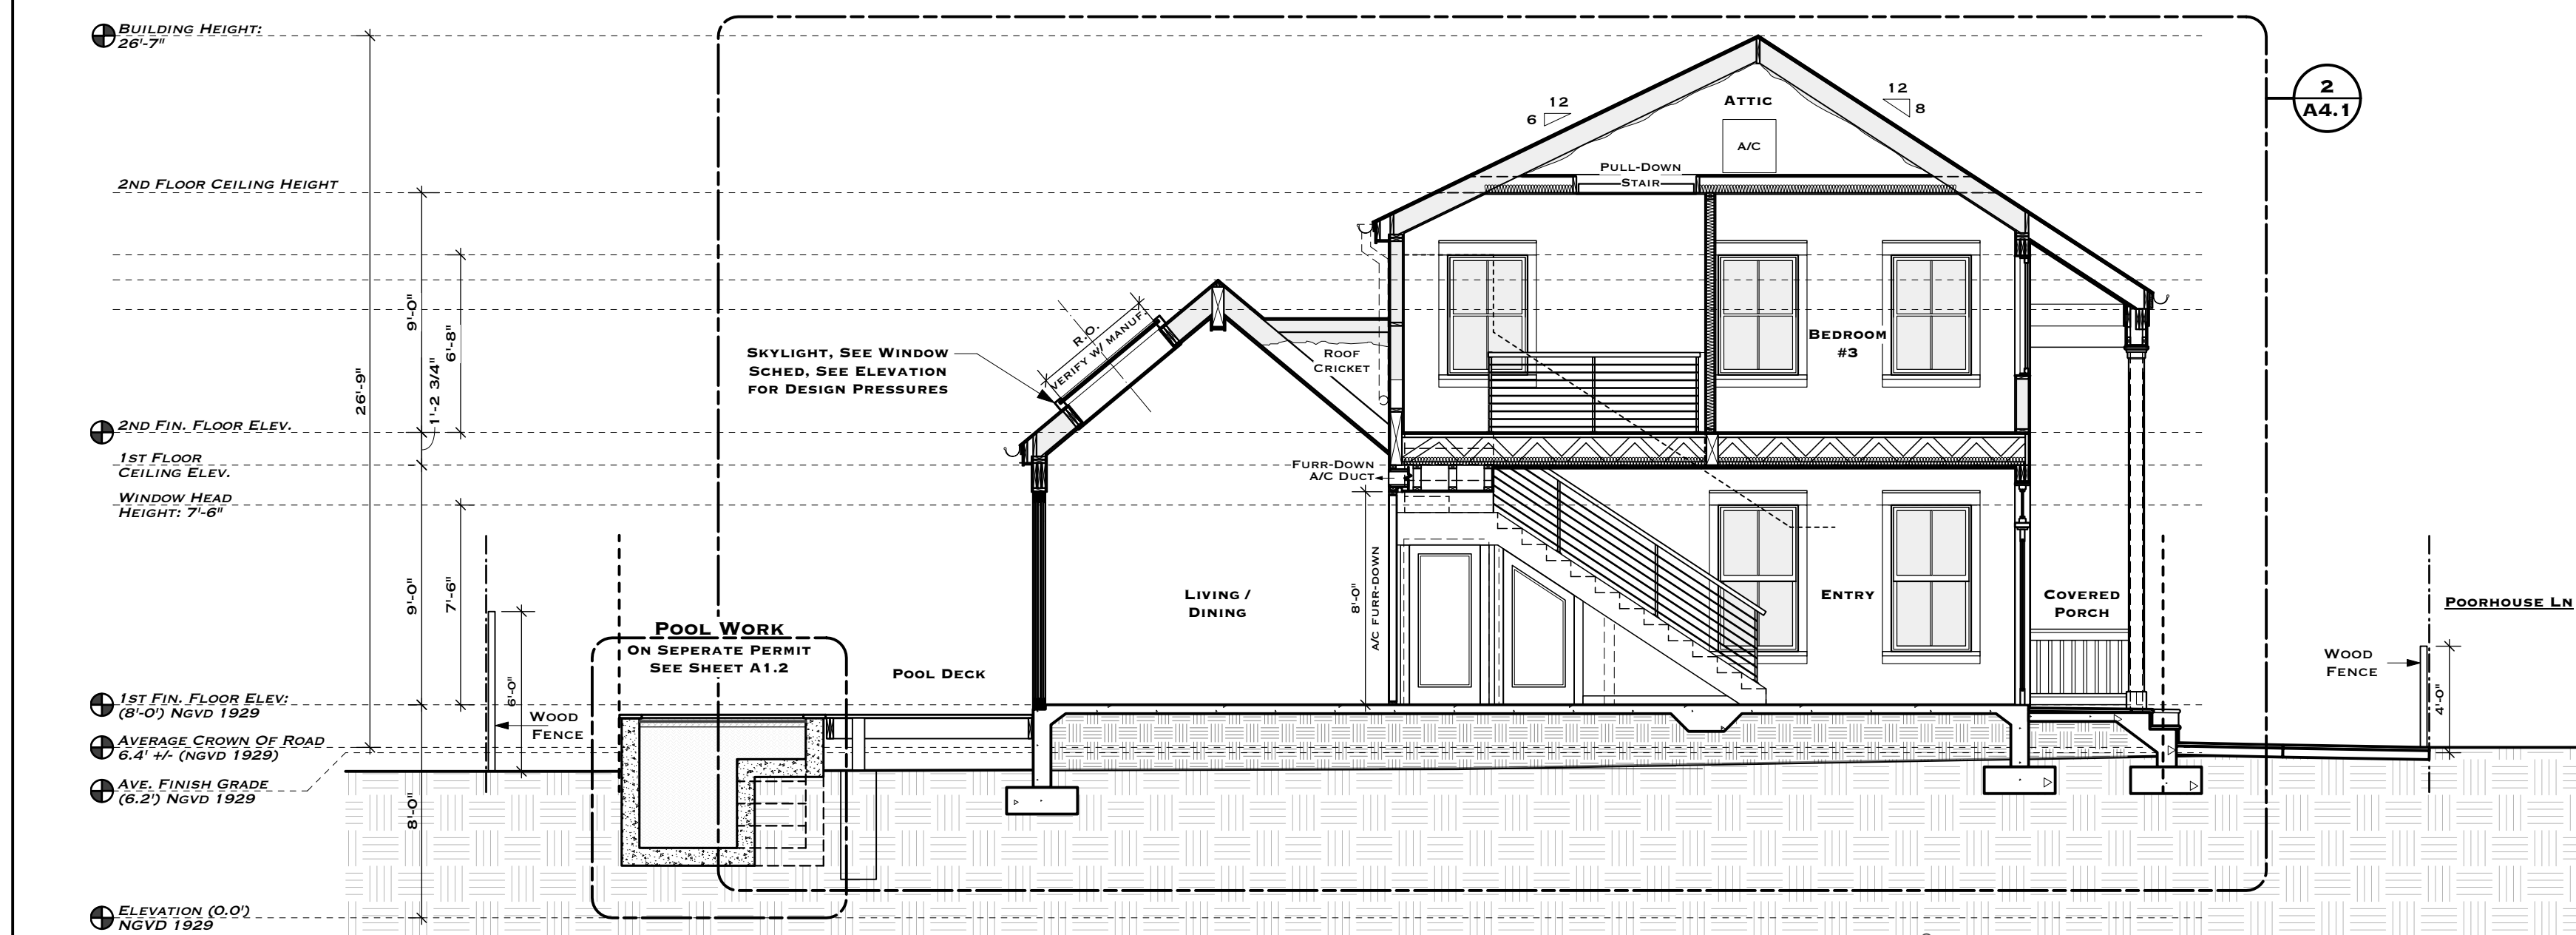 BUILDING HEIGHT:
26'-7"
2ND FLOOR CEILING HEIGHT
2ND FIN. FLOOR ELEV.
1ST FLOOR
CEILING ELEV.
WINDOW HEAD
HEIGHT: 7'-6"
1ST FIN. FLOOR ELEV:
(8'-0') NGVD 1929
AVERAGE CROWN OF ROAD
6.4' +/- (NGVD 1929)
AVE. FINISH GRADE
(6.2') NGVD 1929
ELEVATION (0.0')
NGVD 1929
26'-9"
9'-0"
1'-2 3/4"
6'-8"
9'-0"
7'-6"
8'-0"
6'-0"
WOOD
FENCE
POOL WORK
ON SEPERATE PERMIT
SEE SHEET A1.2
POOL DECK
SKYLIGHT, SEE WINDOW
SCHED, SEE ELEVATION
FOR DESIGN PRESSURES
R.O.
VERIFY W/ MANUF.
ROOF
CRICKET
LIVING /
DINING
FURR-DOWN
A/C DUCT
8'-0"
A/C FURR-DOWN
12
6
ATTIC
A/C
12
8
PULL-DOWN
STAIR
BEDROOM
#3
ENTRY
COVERED
PORCH
2
A4.1
WOOD
FENCE
4'-0"
POORHOUSE LN